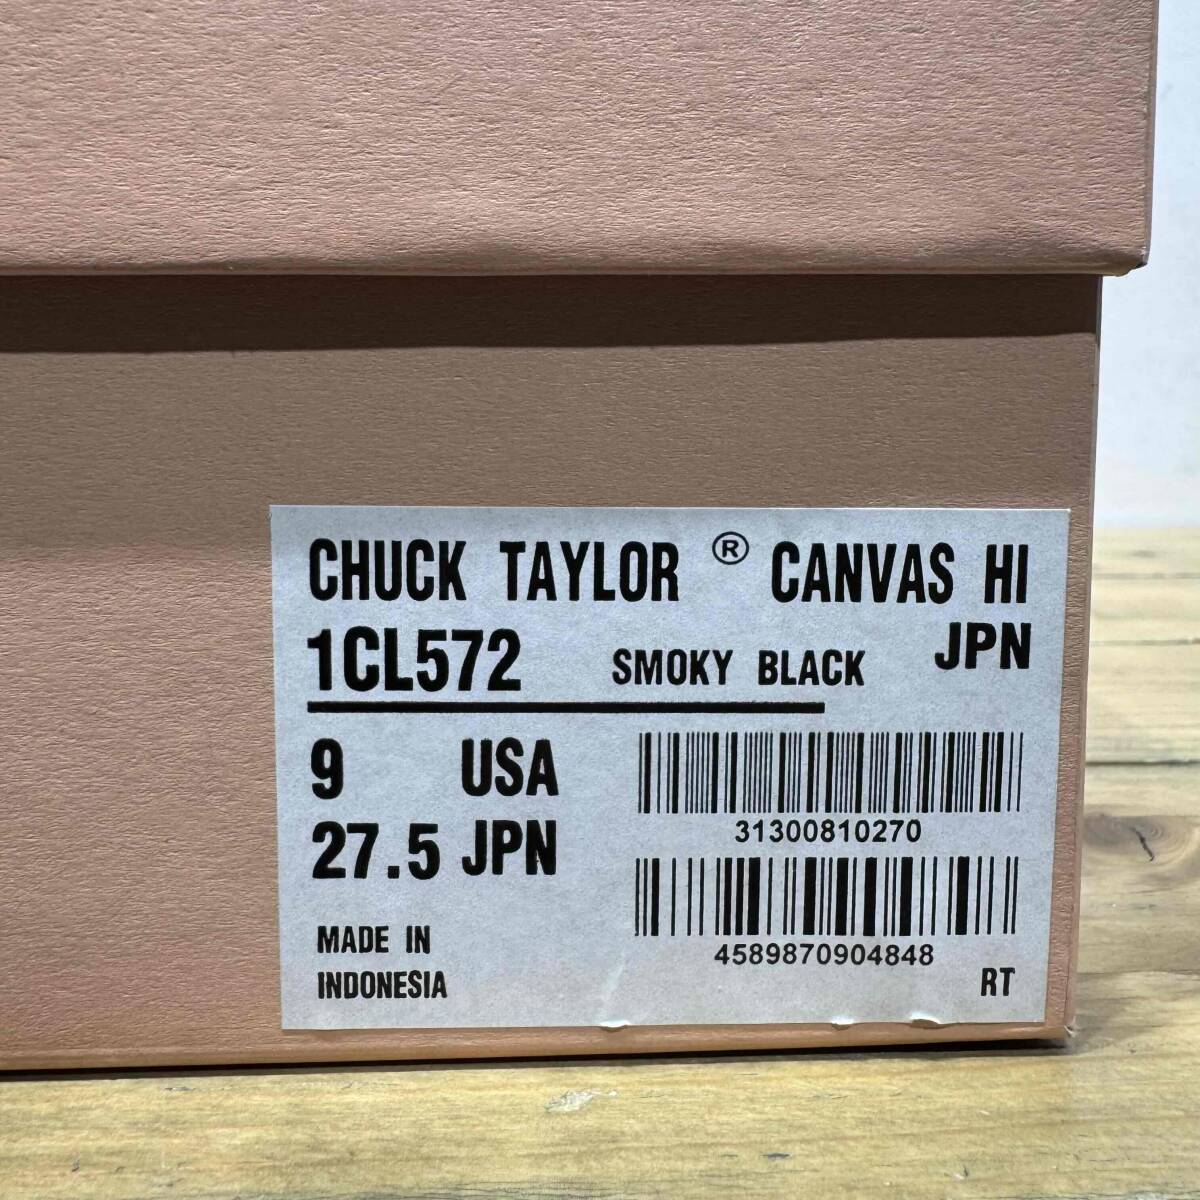 CHUCK TAYLOR ® CANVAS HI
1CL572 SMOKY BLACK JPN
9 USA
27.5 JPN
31300810270
4589870904848
MADE IN
INDONESIA
RT